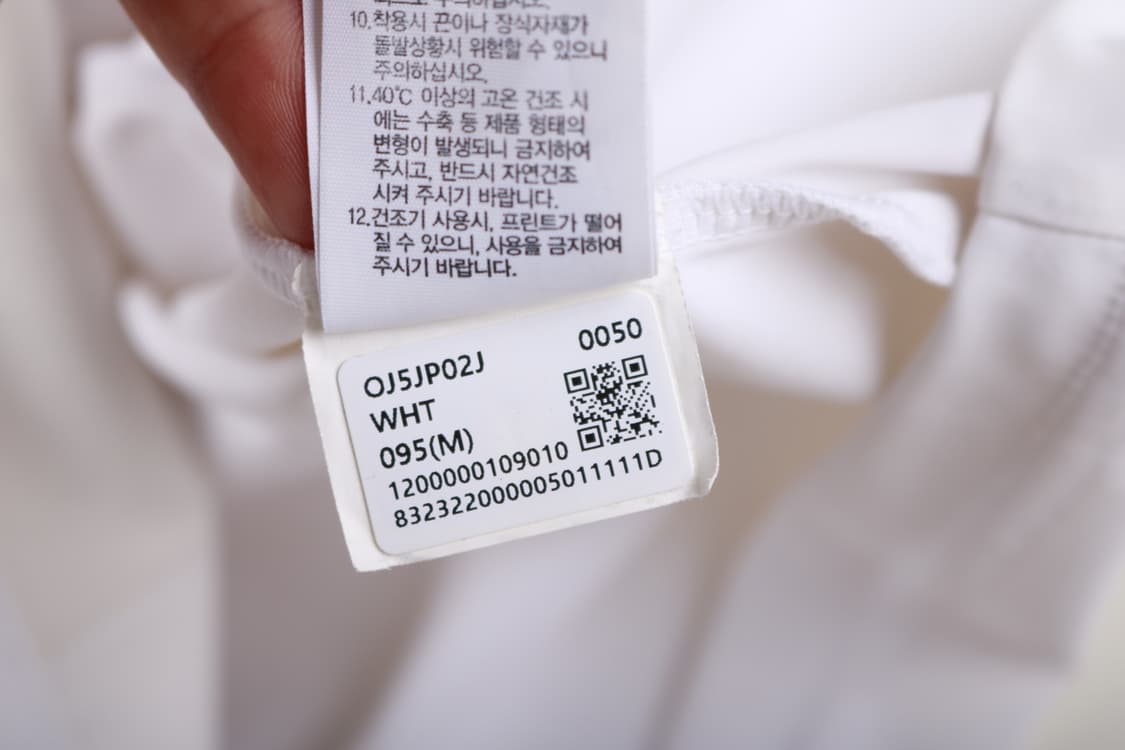 10.착용시 끈이나 장식자재가
돌발상황시 위험할 수 있으니
주의하십시오.
11.40℃ 이상의 고온 건조 시
에는 수축 등 제품 형태의
변형이 발생되니 금지하여
주시고, 반드시 자연건조
시켜 주시기 바랍니다.
12.건조기 사용시, 프린트가 떨어
질 수 있으니, 사용을 금지하여
주시기 바랍니다.
0050
OJ5JP02J
WHT
095(M)
1200000109010
832322000005011111D